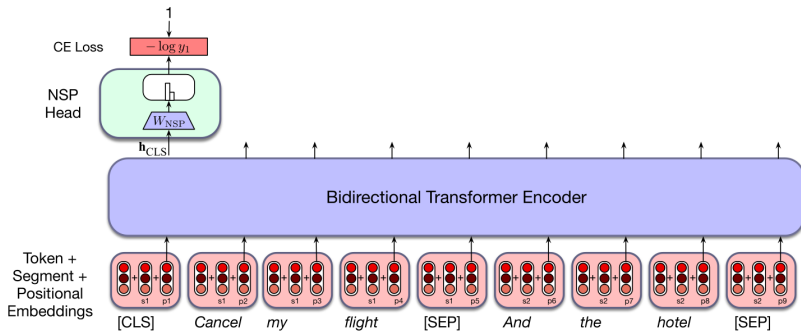 1
CE Loss
− log y₁
NSP
Head
W_NSP
h_CLS
Bidirectional Transformer Encoder
Token +
Segment +
Positional
Embeddings
+ + s1 p1
+ + s1 p2
+ + s1 p3
+ + s1 p4
+ + s1 p5
+ + s2 p6
+ + s2 p7
+ + s2 p8
+ + s2 p9
[CLS] Cancel my flight [SEP] And the hotel [SEP]